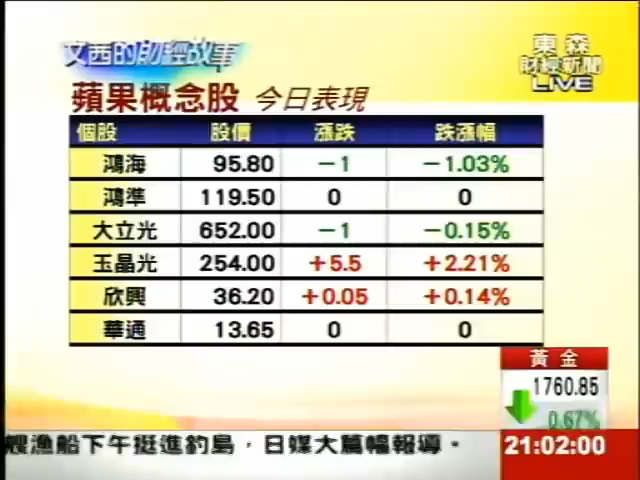 文茜的財經故事
東森
財經新聞
LIVE
蘋果概念股 今日表現
個股 股價 漲跌 跌漲幅
鴻海 95.80 -1 -1.03%
鴻準 119.50 0 0
大立光 652.00 -1 -0.15%
玉晶光 254.00 +5.5 +2.21%
欣興 36.20 +0.05 +0.14%
華通 13.65 0 0
黃金
1760.85
0.67%
艘漁船下午挺進釣島，日媒大篇幅報導。
21:02:00